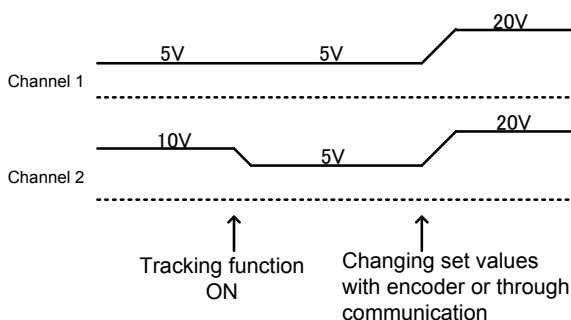 20V
5V 5V
Channel 1
20V
10V
5V
Channel 2
Tracking function
ON
Changing set values
with encoder or through
communication